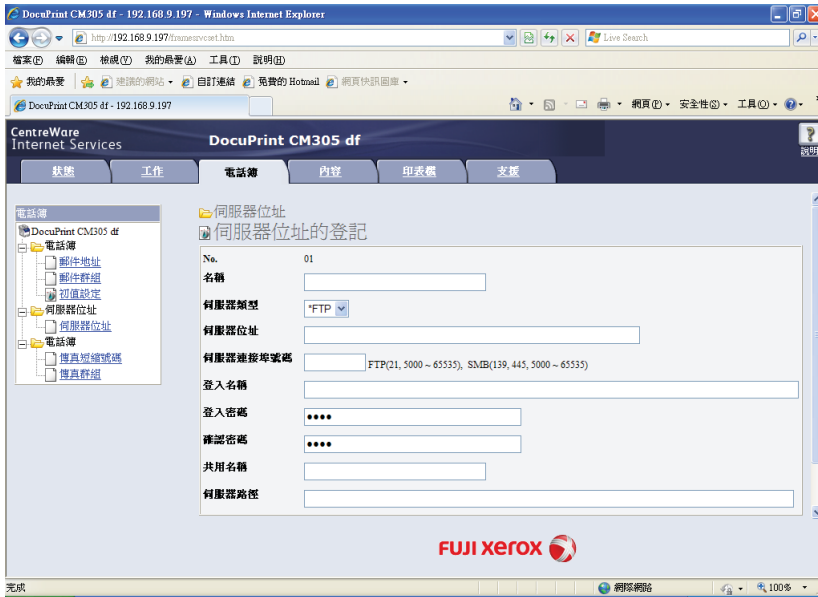 DocuPrint CM305 df - 192.168.9.197 - Windows Internet Explorer
http://192.168.9.197/framesrvcset.htm
Live Search
檔案(F) 編輯(E) 檢視(V) 我的最愛(A) 工具(T) 說明(H)
我的最愛 建議的網站 自訂連結 免費的 Hotmail 網頁快訊圖庫
DocuPrint CM305 df - 192.168.9.197
網頁(P) 安全性(S) 工具(O)
CentreWare
Internet Services
DocuPrint CM305 df
說明
狀態 工作 電話簿 內容 印表機 支援
電話簿
DocuPrint CM305 df
電話簿
郵件地址
郵件群組
初值設定
伺服器位址
伺服器位址
電話簿
傳真短縮號碼
傳真群組
伺服器位址
伺服器位址的登記
No. 01
名稱
伺服器類型 *FTP
伺服器位址
伺服器連接埠號碼 FTP(21, 5000 ~ 65535), SMB(139, 445, 5000 ~ 65535)
登入名稱
登入密碼 ●●●●
確認密碼 ●●●●
共用名稱
伺服器路徑
FUJI xerox
完成 網際網路 100%